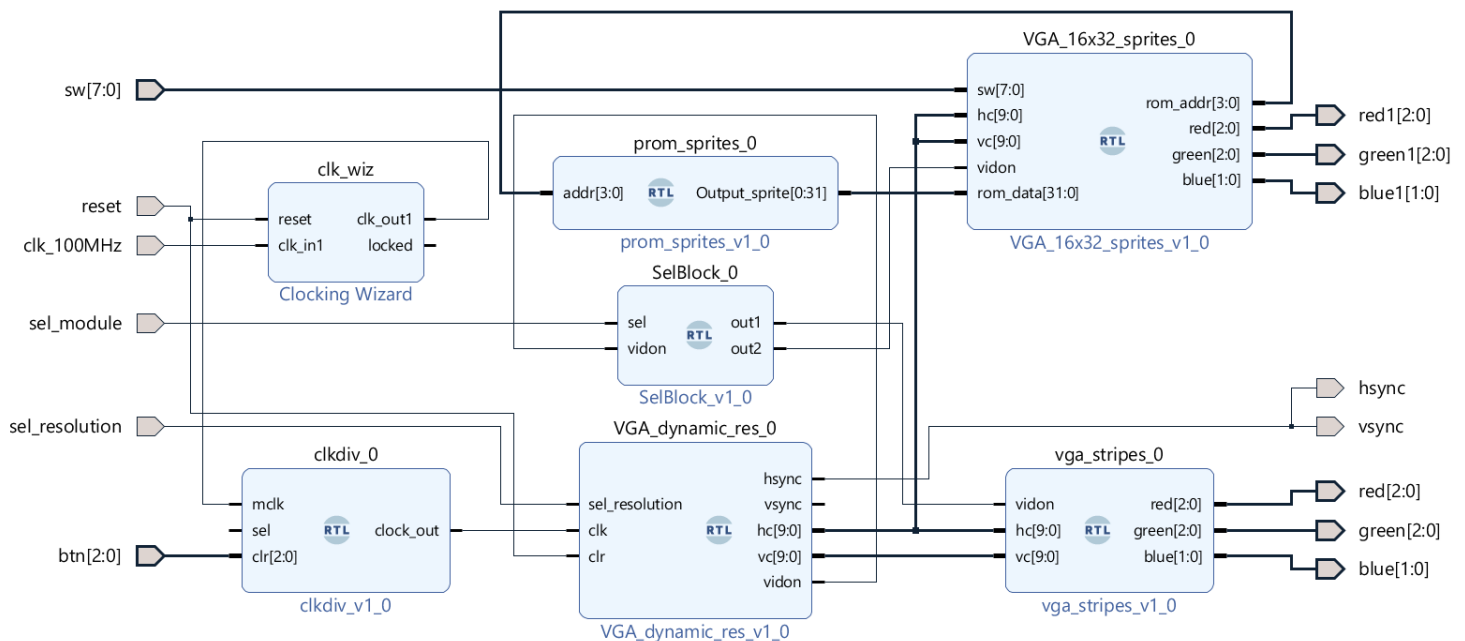 sw[7:0]
reset
clk_100MHz
sel_module
sel_resolution
btn[2:0]
clk_wiz
reset
clk_in1
clk_out1
locked
Clocking Wizard
clkdiv_0
mclk
sel
clr[2:0]
RTL
clock_out
clkdiv_v1_0
prom_sprites_0
addr[3:0]
RTL
Output_sprite[0:31]
prom_sprites_v1_0
SelBlock_0
sel
vidon
RTL
out1
out2
SelBlock_v1_0
VGA_dynamic_res_0
sel_resolution
clk
clr
RTL
hsync
vsync
hc[9:0]
vc[9:0]
vidon
VGA_dynamic_res_v1_0
VGA_16x32_sprites_0
sw[7:0]
hc[9:0]
vc[9:0]
vidon
rom_data[31:0]
RTL
rom_addr[3:0]
red[2:0]
green[2:0]
blue[1:0]
VGA_16x32_sprites_v1_0
vga_stripes_0
vidon
hc[9:0]
vc[9:0]
RTL
red[2:0]
green[2:0]
blue[1:0]
vga_stripes_v1_0
red1[2:0]
green1[2:0]
blue1[1:0]
hsync
vsync
red[2:0]
green[2:0]
blue[1:0]